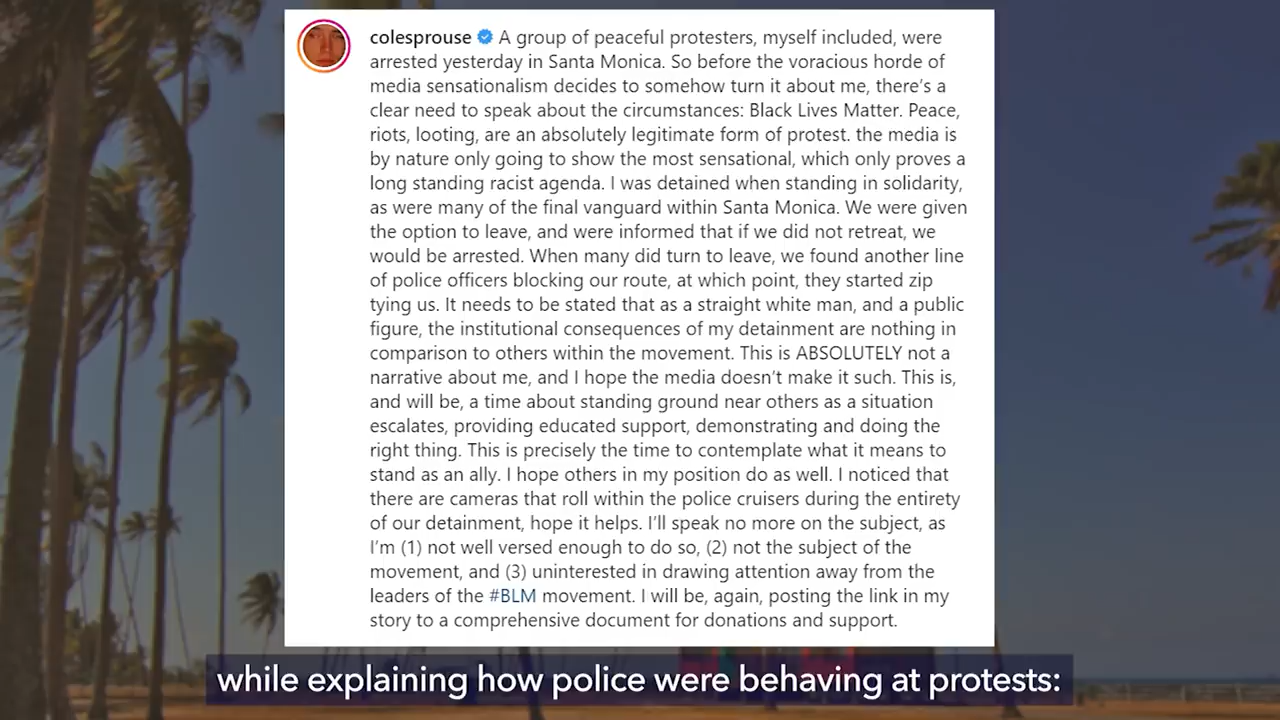 colesprouse A group of peaceful protesters, myself included, were
arrested yesterday in Santa Monica. So before the voracious horde of
media sensationalism decides to somehow turn it about me, there's a
clear need to speak about the circumstances: Black Lives Matter. Peace,
riots, looting, are an absolutely legitimate form of protest. the media is
by nature only going to show the most sensational, which only proves a
long standing racist agenda. I was detained when standing in solidarity,
as were many of the final vanguard within Santa Monica. We were given
the option to leave, and were informed that if we did not retreat, we
would be arrested. When many did turn to leave, we found another line
of police officers blocking our route, at which point, they started zip
tying us. It needs to be stated that as a straight white man, and a public
figure, the institutional consequences of my detainment are nothing in
comparison to others within the movement. This is ABSOLUTELY not a
narrative about me, and I hope the media doesn't make it such. This is,
and will be, a time about standing ground near others as a situation
escalates, providing educated support, demonstrating and doing the
right thing. This is precisely the time to contemplate what it means to
stand as an ally. I hope others in my position do as well. I noticed that
there are cameras that roll within the police cruisers during the entirety
of our detainment, hope it helps. I'll speak no more on the subject, as
I'm (1) not well versed enough to do so, (2) not the subject of the
movement, and (3) uninterested in drawing attention away from the
leaders of the #BLM movement. I will be, again, posting the link in my
story to a comprehensive document for donations and support.
while explaining how police were behaving at protests: